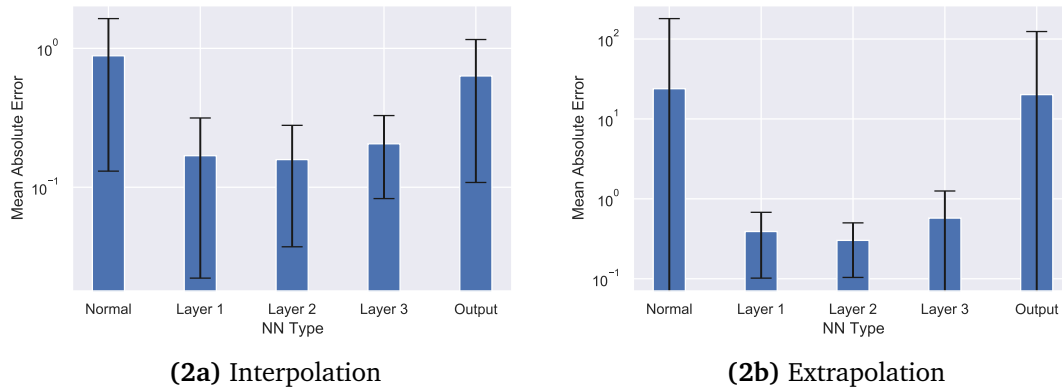 Mean Absolute Error
10⁰
10⁻¹
Normal Layer 1 Layer 2 Layer 3 Output
NN Type
(2a) Interpolation
Mean Absolute Error
10²
10¹
10⁰
10⁻¹
Normal Layer 1 Layer 2 Layer 3 Output
NN Type
(2b) Extrapolation